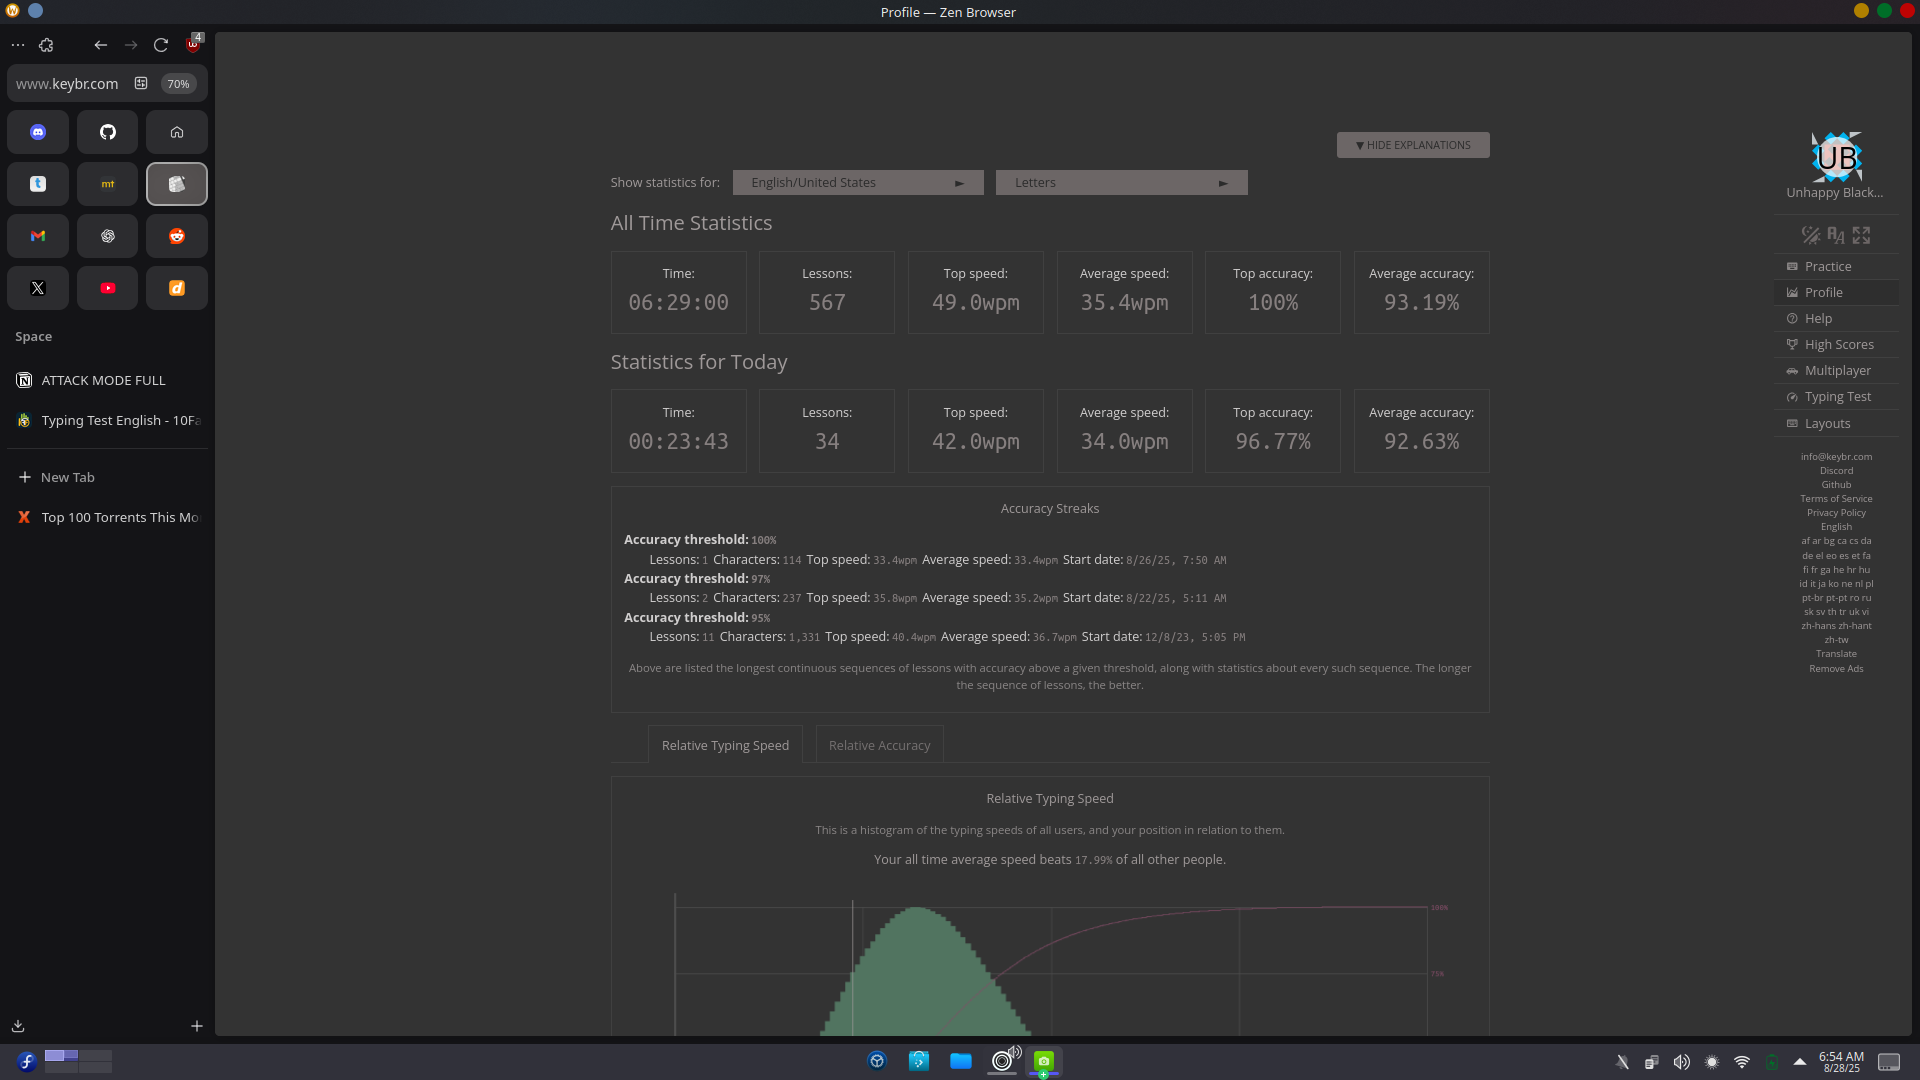 Profile — Zen Browser
4
www.keybr.com
70%
mt
Space
ATTACK MODE FULL
Typing Test English - 10Fa
New Tab
Top 100 Torrents This Mo
▼ HIDE EXPLANATIONS
Show statistics for: English/United States ► Letters ►
All Time Statistics
Time: Lessons: Top speed: Average speed: Top accuracy: Average accuracy:
06:29:00 567 49.0wpm 35.4wpm 100% 93.19%
Statistics for Today
Time: Lessons: Top speed: Average speed: Top accuracy: Average accuracy:
00:23:43 34 42.0wpm 34.0wpm 96.77% 92.63%
Accuracy Streaks
Accuracy threshold: 100%
Lessons: 1 Characters: 114 Top speed: 33.4wpm Average speed: 33.4wpm Start date: 8/26/25, 7:50 AM
Accuracy threshold: 97%
Lessons: 2 Characters: 237 Top speed: 35.8wpm Average speed: 35.2wpm Start date: 8/22/25, 5:11 AM
Accuracy threshold: 95%
Lessons: 11 Characters: 1,331 Top speed: 40.4wpm Average speed: 36.7wpm Start date: 12/8/23, 5:05 PM
Above are listed the longest continuous sequences of lessons with accuracy above a given threshold, along with statistics about every such sequence. The longer
the sequence of lessons, the better.
Relative Typing Speed
Relative Accuracy
Relative Typing Speed
This is a histogram of the typing speeds of all users, and your position in relation to them.
Your all time average speed beats 17.99% of all other people.
100%
75%
UB
Unhappy Black...
Practice
Profile
Help
High Scores
Multiplayer
Typing Test
Layouts
info@keybr.com
Discord
Github
Terms of Service
Privacy Policy
English
af ar bg ca cs da
de el eo es et fa
fi fr ga he hr hu
id it ja ko ne nl pl
pt-br pt-pt ro ru
sk sv th tr uk vi
zh-hans zh-hant
zh-tw
Translate
Remove Ads
6:54 AM
8/28/25